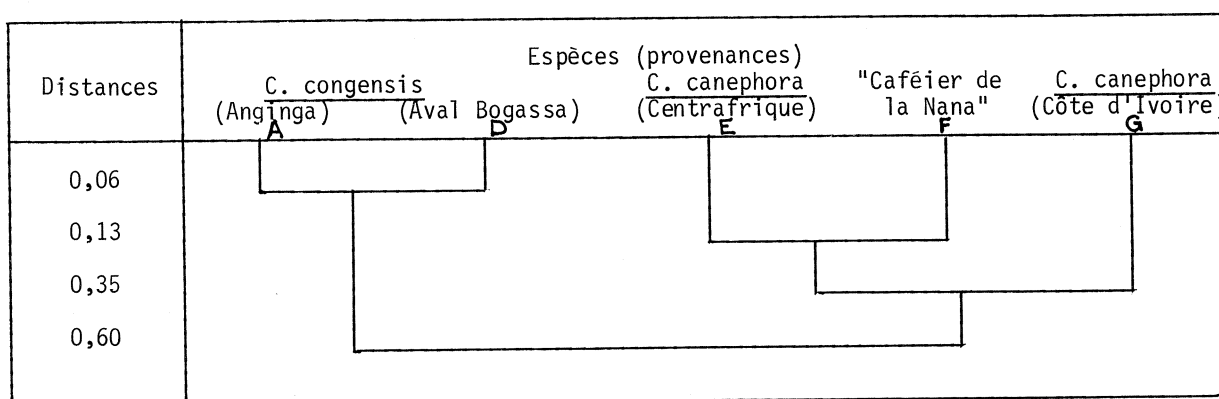 Distances
Espèces (provenances)
C. congensis
(Anginga) (Aval Bogassa)
C. canephora
(Centrafrique)
"Caféier de
la Nana"
C. canephora
(Côte d'Ivoire)
A D E F G
0,06
0,13
0,35
0,60